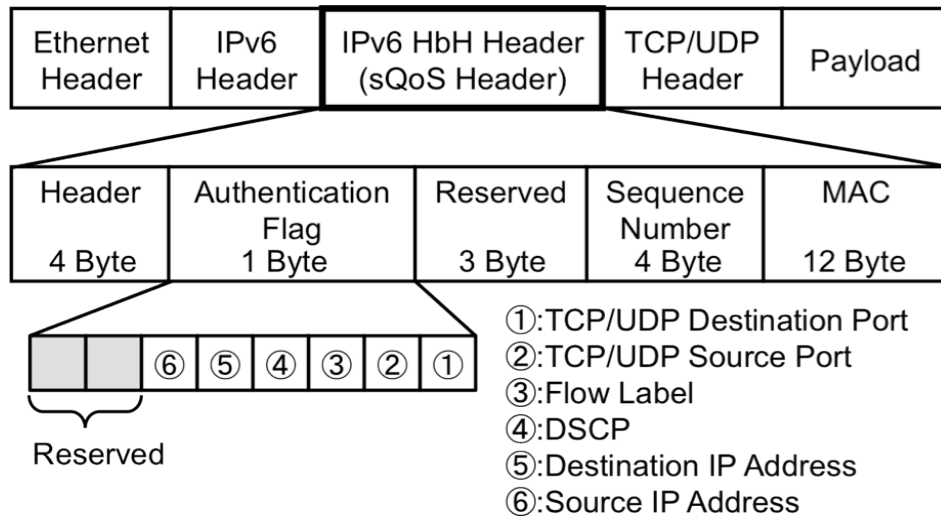 Ethernet
Header
IPv6
Header
IPv6 HbH Header
(sQoS Header)
TCP/UDP
Header
Payload
Header
4 Byte
Authentication
Flag
1 Byte
Reserved
3 Byte
Sequence
Number
4 Byte
MAC
12 Byte
⑥ ⑤ ④ ③ ② ①
Reserved
①:TCP/UDP Destination Port
②:TCP/UDP Source Port
③:Flow Label
④:DSCP
⑤:Destination IP Address
⑥:Source IP Address